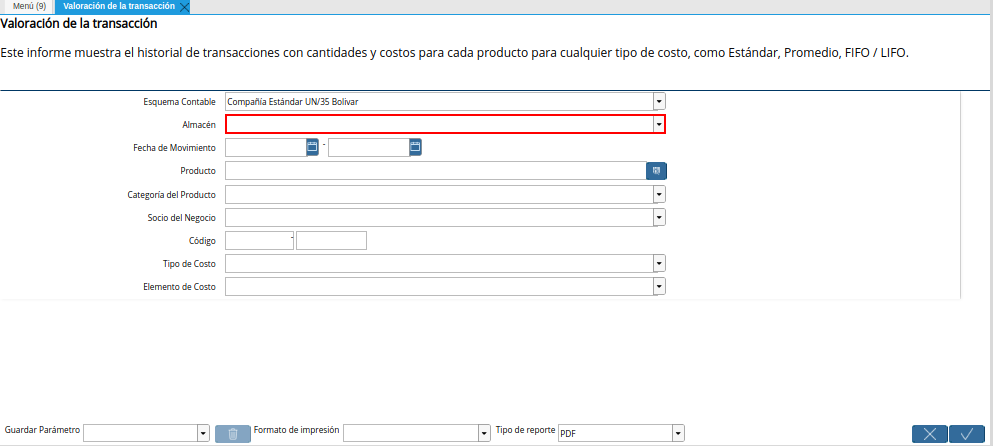 Menú (9) Valoración de la transacción
Valoración de la transacción
Este informe muestra el historial de transacciones con cantidades y costos para cada producto para cualquier tipo de costo, como Estándar, Promedio, FIFO / LIFO.
Esquema Contable Compañía Estándar UN/35 Bolivar
Almacén
Fecha de Movimiento -
Producto
Categoría del Producto
Socio del Negocio
Código -
Tipo de Costo
Elemento de Costo
Guardar Parámetro Formato de impresión Tipo de reporte PDF